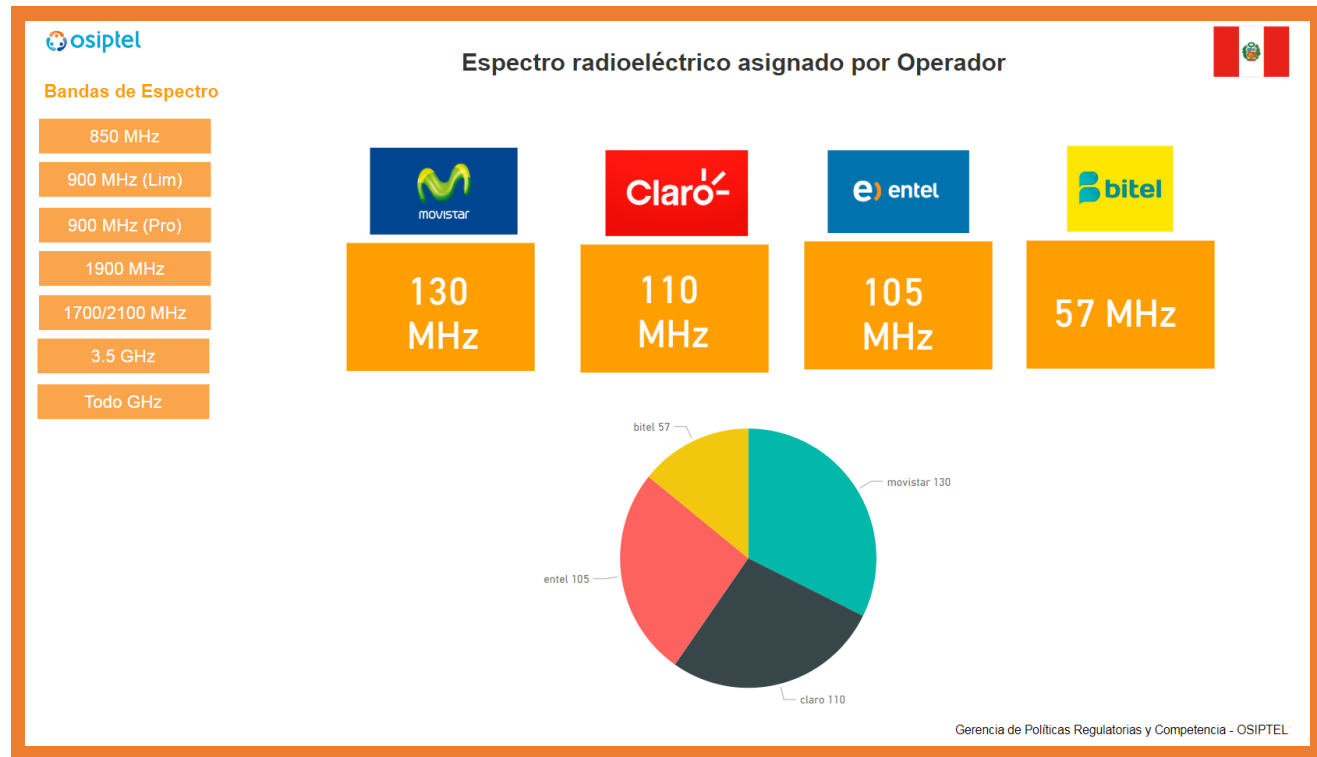 osiptel
Espectro radioeléctrico asignado por Operador
Bandas de Espectro
850 MHz
900 MHz (Lim)
900 MHz (Pro)
1900 MHz
1700/2100 MHz
3.5 GHz
Todo GHz
movistar
Claro
e) entel
bitel
130
MHz
110
MHz
105
MHz
57 MHz
bitel 57
movistar 130
entel 105
claro 110
Gerencia de Políticas Regulatorias y Competencia - OSIPTEL